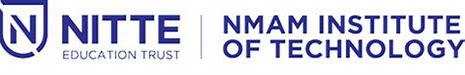 N NITTE
EDUCATION TRUST
NMAM INSTITUTE
OF TECHNOLOGY